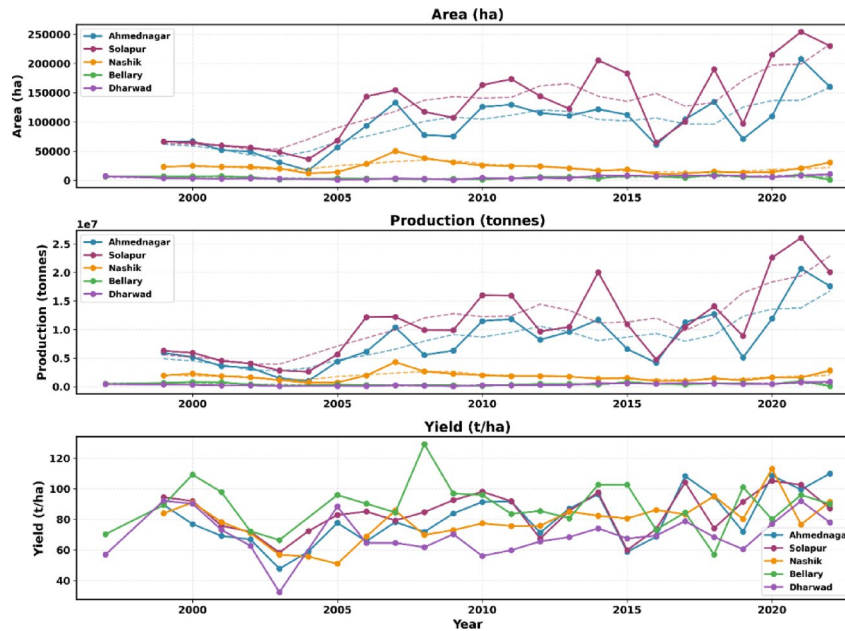 Area (ha)
Area (ha)
250000
200000
150000
100000
50000
0
Ahmednagar
Solapur
Nashik
Bellary
Dharwad
2000
2005
2010
2015
2020
Production (tonnes)
1e7
Production (tonnes)
2.5
2.0
1.5
1.0
0.5
0.0
Ahmednagar
Solapur
Nashik
Bellary
Dharwad
2000
2005
2010
2015
2020
Yield (t/ha)
Yield (t/ha)
120
100
80
60
40
Ahmednagar
Solapur
Nashik
Bellary
Dharwad
2000
2005
2010
2015
2020
Year